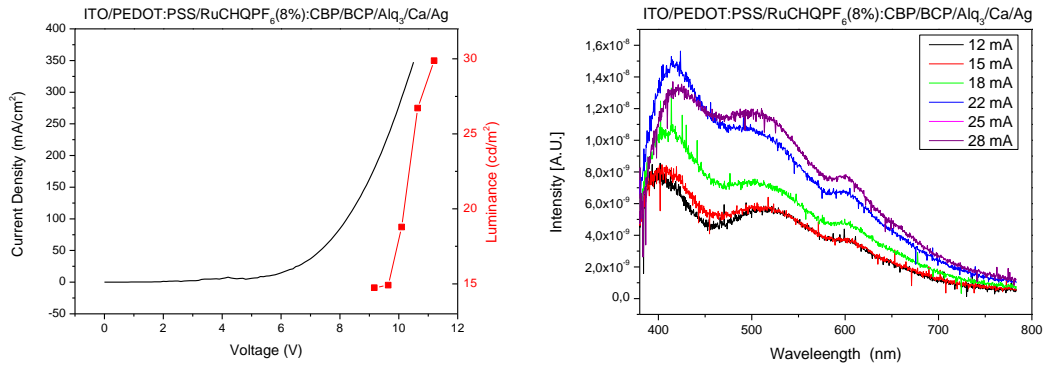 ITO/PEDOT:PSS/RuCHQPF6(8%):CBP/BCP/Alq3/Ca/Ag
400
350
300
250
200
150
100
50
0
-50
Current Density (mA/cm²)
30
25
20
15
Luminance (cd/m²)
0 2 4 6 8 10 12
Voltage (V)
ITO/PEDOT:PSS/RuCHQPF6(8%):CBP/BCP/Alq3/Ca/Ag
1,6x10-8
1,4x10-8
1,2x10-8
1,0x10-8
8,0x10-9
6,0x10-9
4,0x10-9
2,0x10-9
0,0
Intensity [A.U.]
12 mA
15 mA
18 mA
22 mA
25 mA
28 mA
400 500 600 700 800
Waveleength (nm)